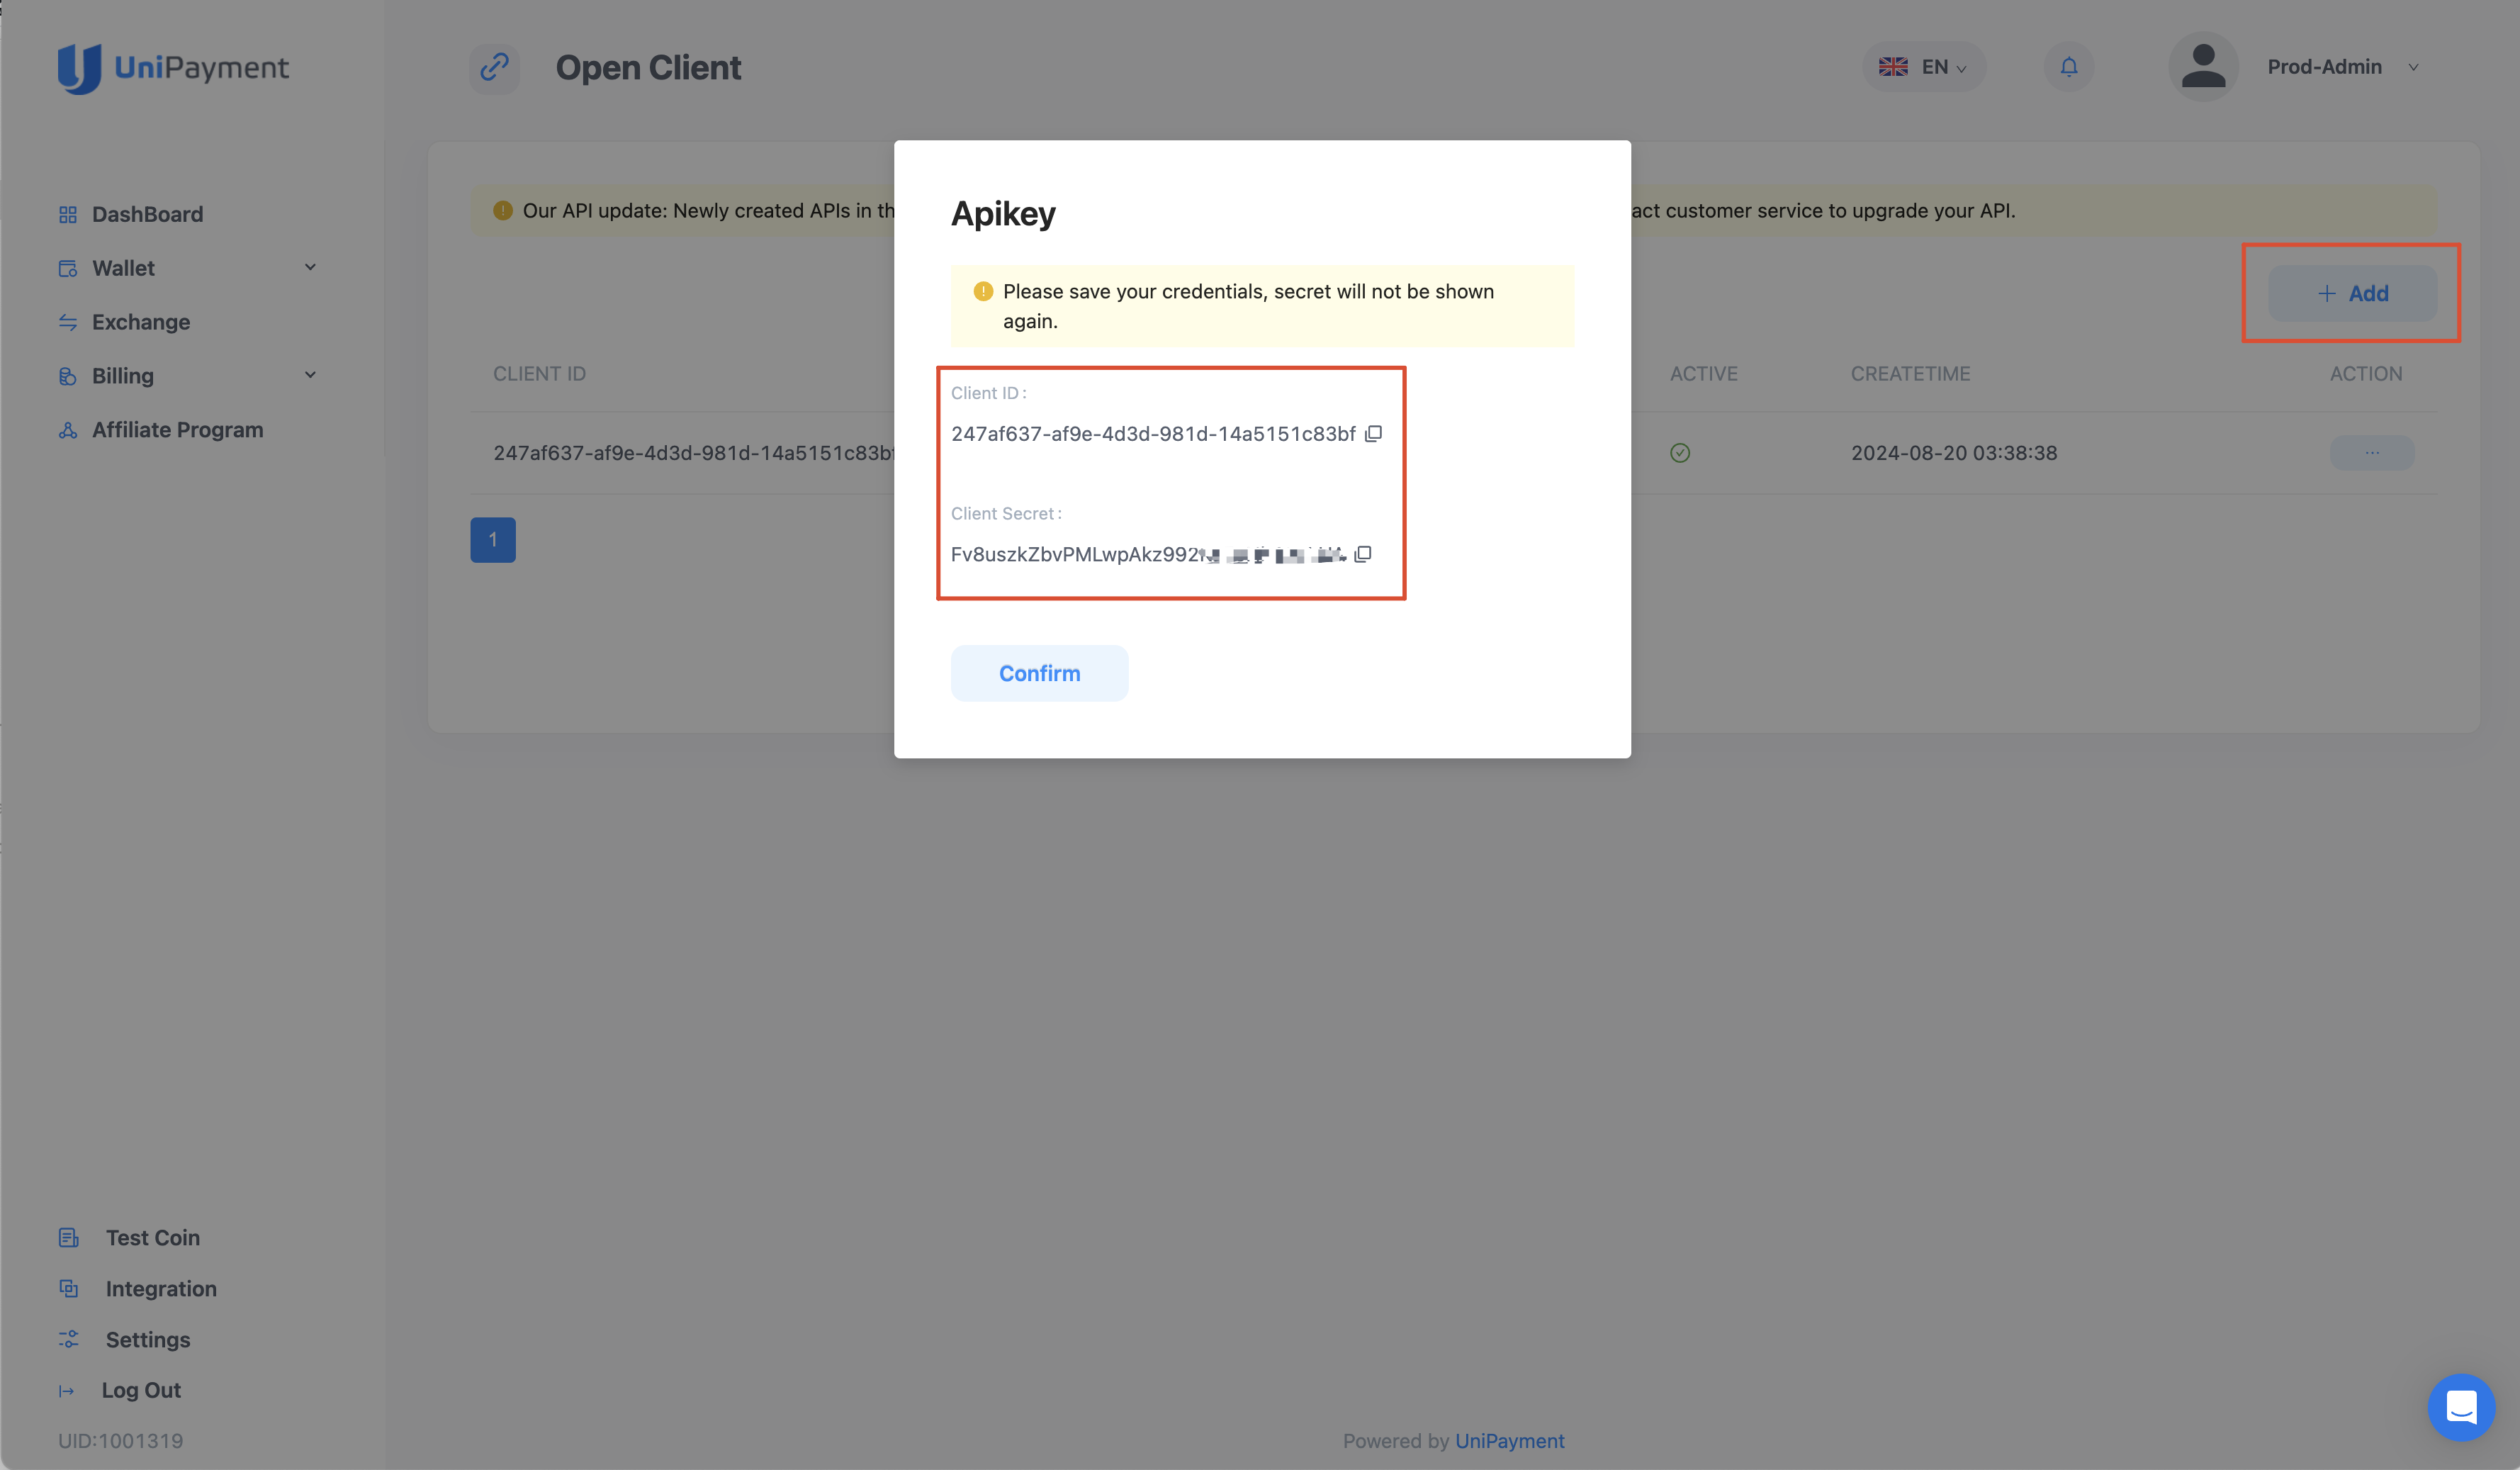 UniPayment
Open Client
EN
Prod-Admin
DashBoard
Wallet
Exchange
Billing
Affiliate Program
Our API update: Newly created APIs in th
act customer service to upgrade your API.
Add
CLIENT ID
ACTIVE
CREATETIME
ACTION
247af637-af9e-4d3d-981d-14a5151c83bf
2024-08-20 03:38:38
...
1
Apikey
Please save your credentials, secret will not be shown
again.
Client ID :
247af637-af9e-4d3d-981d-14a5151c83bf
Client Secret :
Fv8uszkZbvPMLwpAkz992
Confirm
Test Coin
Integration
Settings
Log Out
UID:1001319
Powered by UniPayment